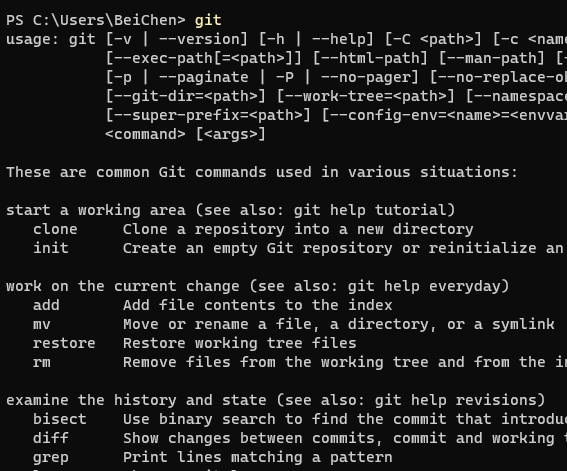 PS C:\Users\BeiChen> git
usage: git [-v | --version] [-h | --help] [-C <path>] [-c <name
[--exec-path[=<path>]] [--html-path] [--man-path] [-
[-p | --paginate | -P | --no-pager] [--no-replace-ob
[--git-dir=<path>] [--work-tree=<path>] [--namespace
[--super-prefix=<path>] [--config-env=<name>=<envvar
<command> [<args>]
These are common Git commands used in various situations:
start a working area (see also: git help tutorial)
clone Clone a repository into a new directory
init Create an empty Git repository or reinitialize an
work on the current change (see also: git help everyday)
add Add file contents to the index
mv Move or rename a file, a directory, or a symlink
restore Restore working tree files
rm Remove files from the working tree and from the in
examine the history and state (see also: git help revisions)
bisect Use binary search to find the commit that introduc
diff Show changes between commits, commit and working t
grep Print lines matching a pattern